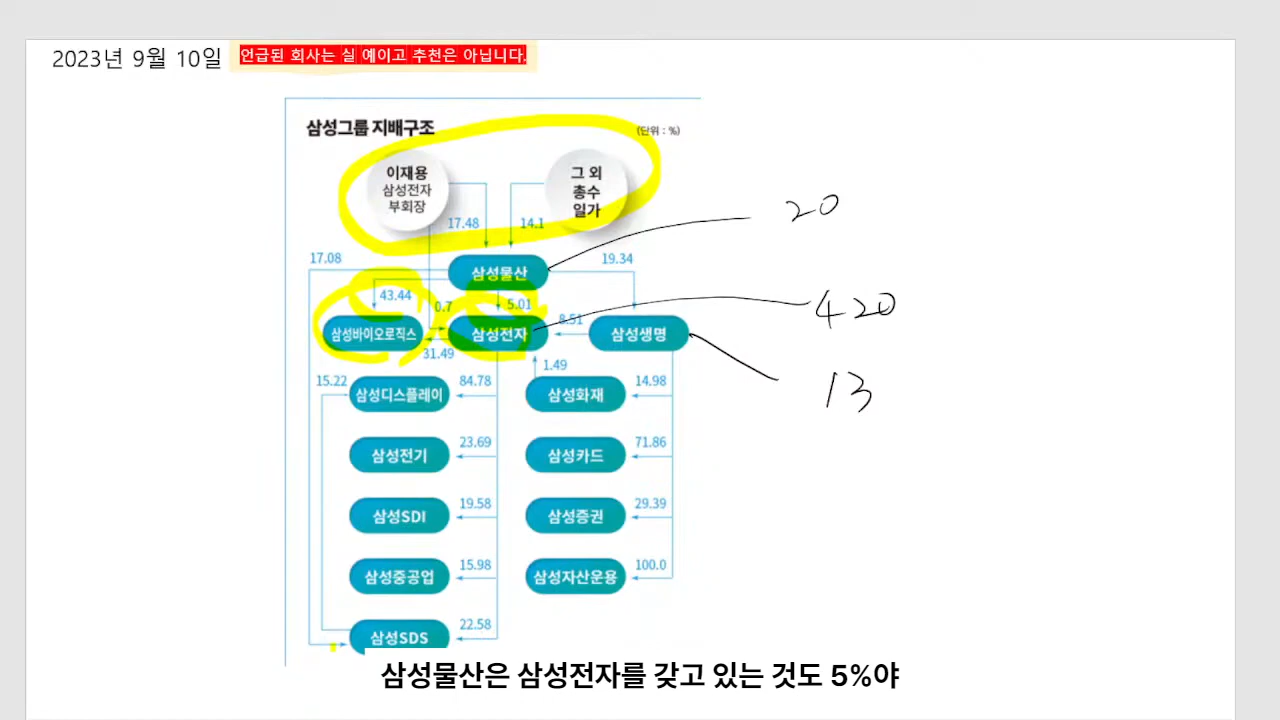 2023년 9월 10일
언급된 회사는 실 예이고 추천은 아닙니다.
삼성그룹 지배구조
(단위 : %)
이재용
삼성전자
부회장
그 외
총수
일가
17.48
14.1
20
17.08
삼성물산
19.34
43.44
0.7
5.01
420
삼성바이오로직스
삼성전자
8.51
삼성생명
31.49
1.49
13
15.22
삼성디스플레이
84.78
삼성화재
14.98
삼성전기
23.69
삼성카드
71.86
삼성SDI
19.58
삼성증권
29.39
삼성중공업
15.98
삼성자산운용
100.0
삼성SDS
22.58
삼성물산은 삼성전자를 갖고 있는 것도 5%야